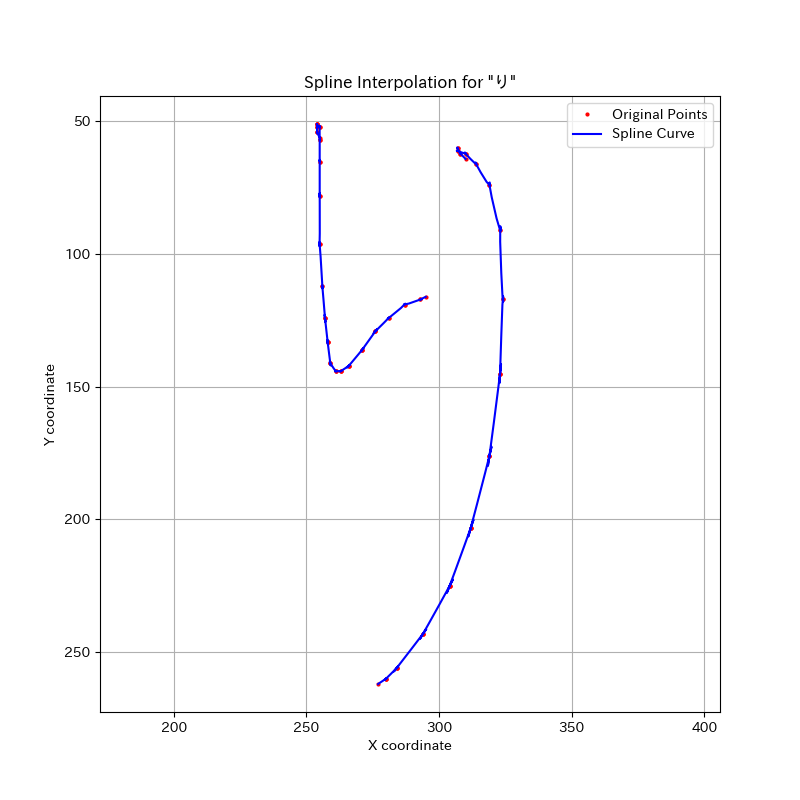 Spline Interpolation for "り"
Original Points
Spline Curve
50
100
150
200
250
Y coordinate
200
250
300
350
400
X coordinate
り